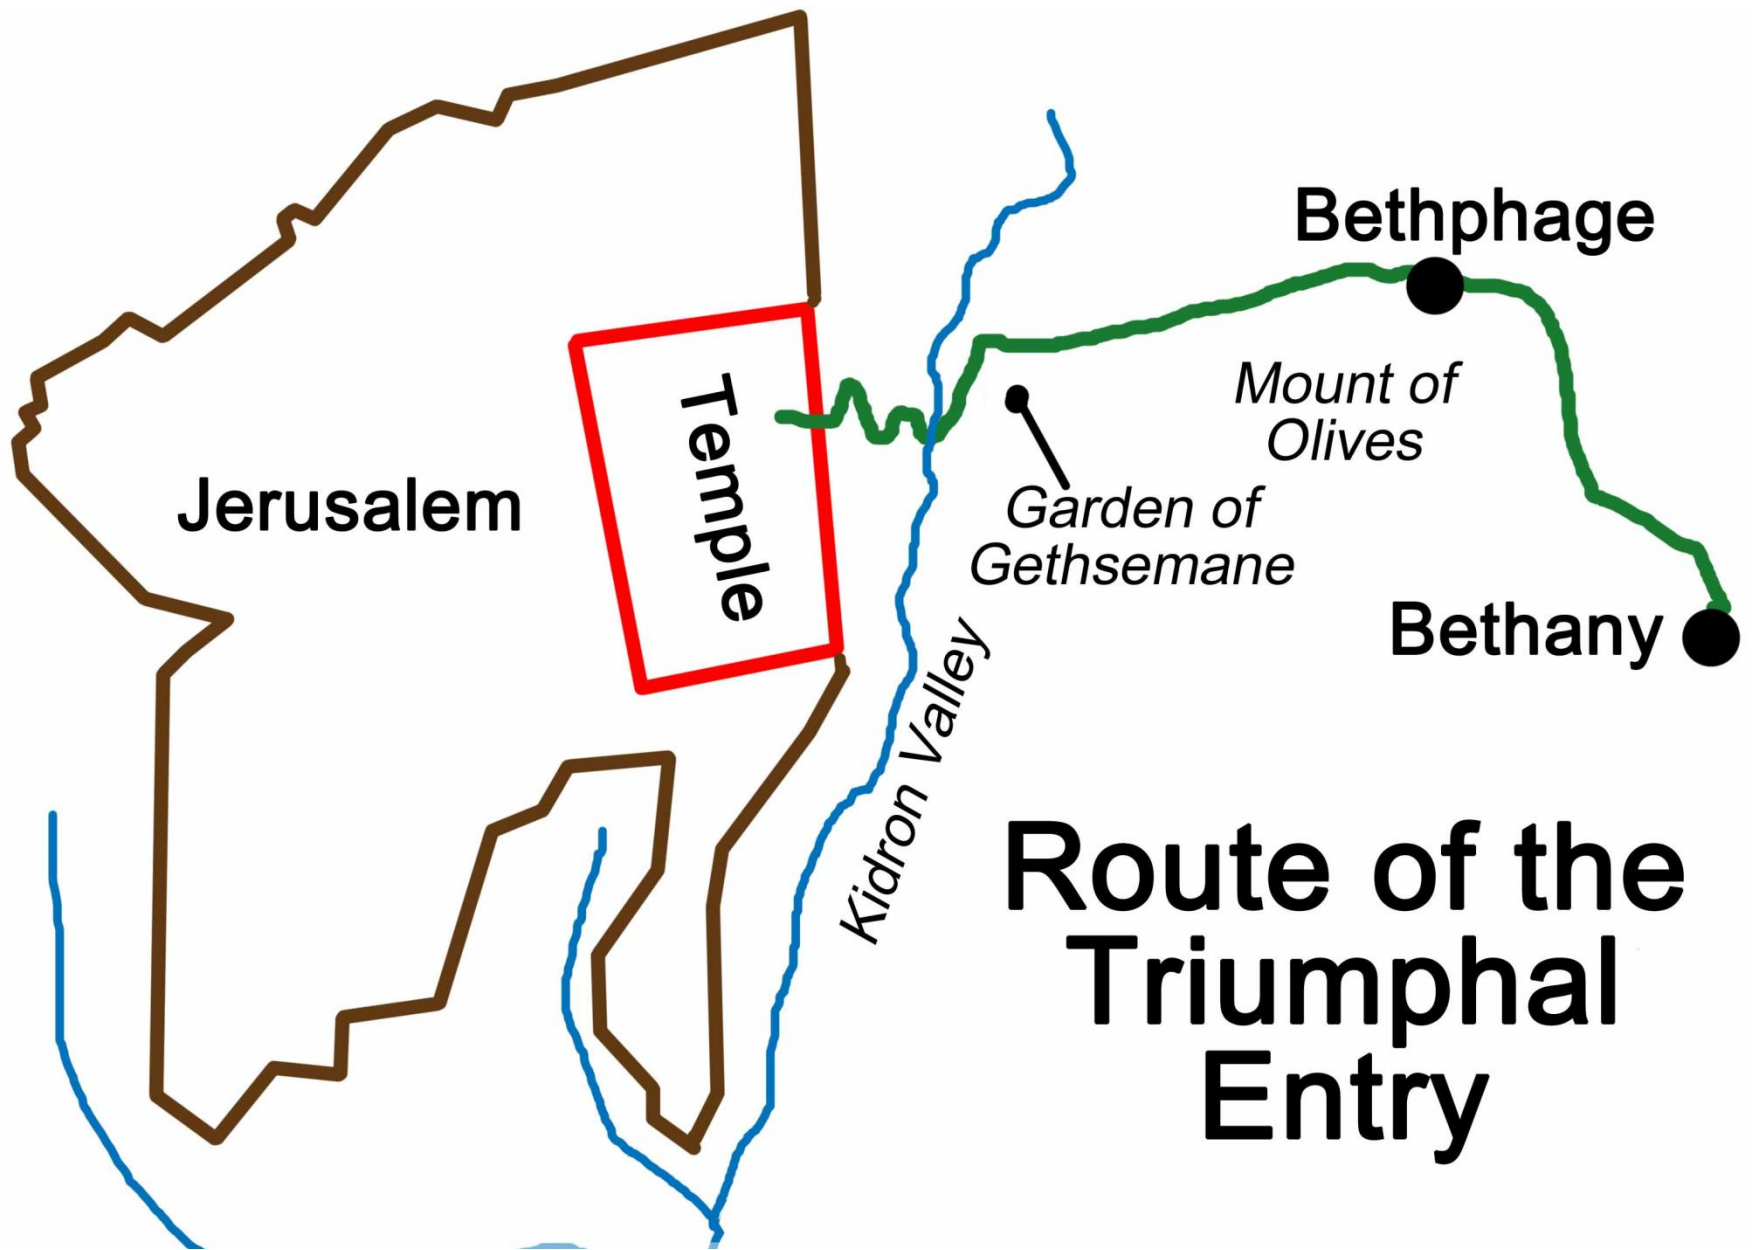 Bethphage
Mount of
Olives
Temple
Jerusalem
Garden of
Gethsemane
Bethany
Kidron Valley
Route of the
Triumphal
Entry